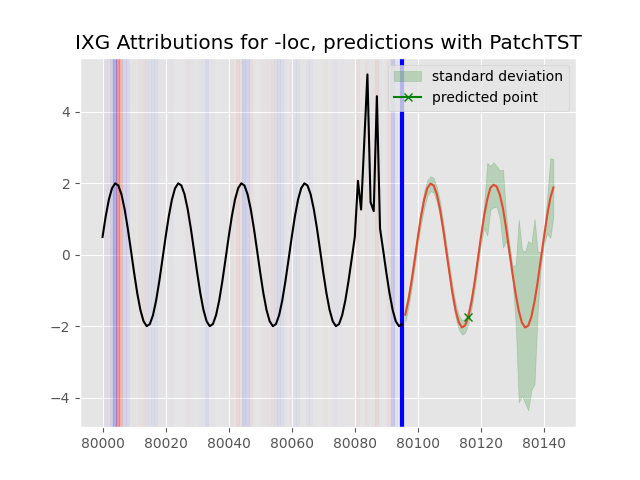 IXG Attributions for -loc, predictions with PatchTST
standard deviation
predicted point
4
2
0
−2
−4
80000 80020 80040 80060 80080 80100 80120 80140